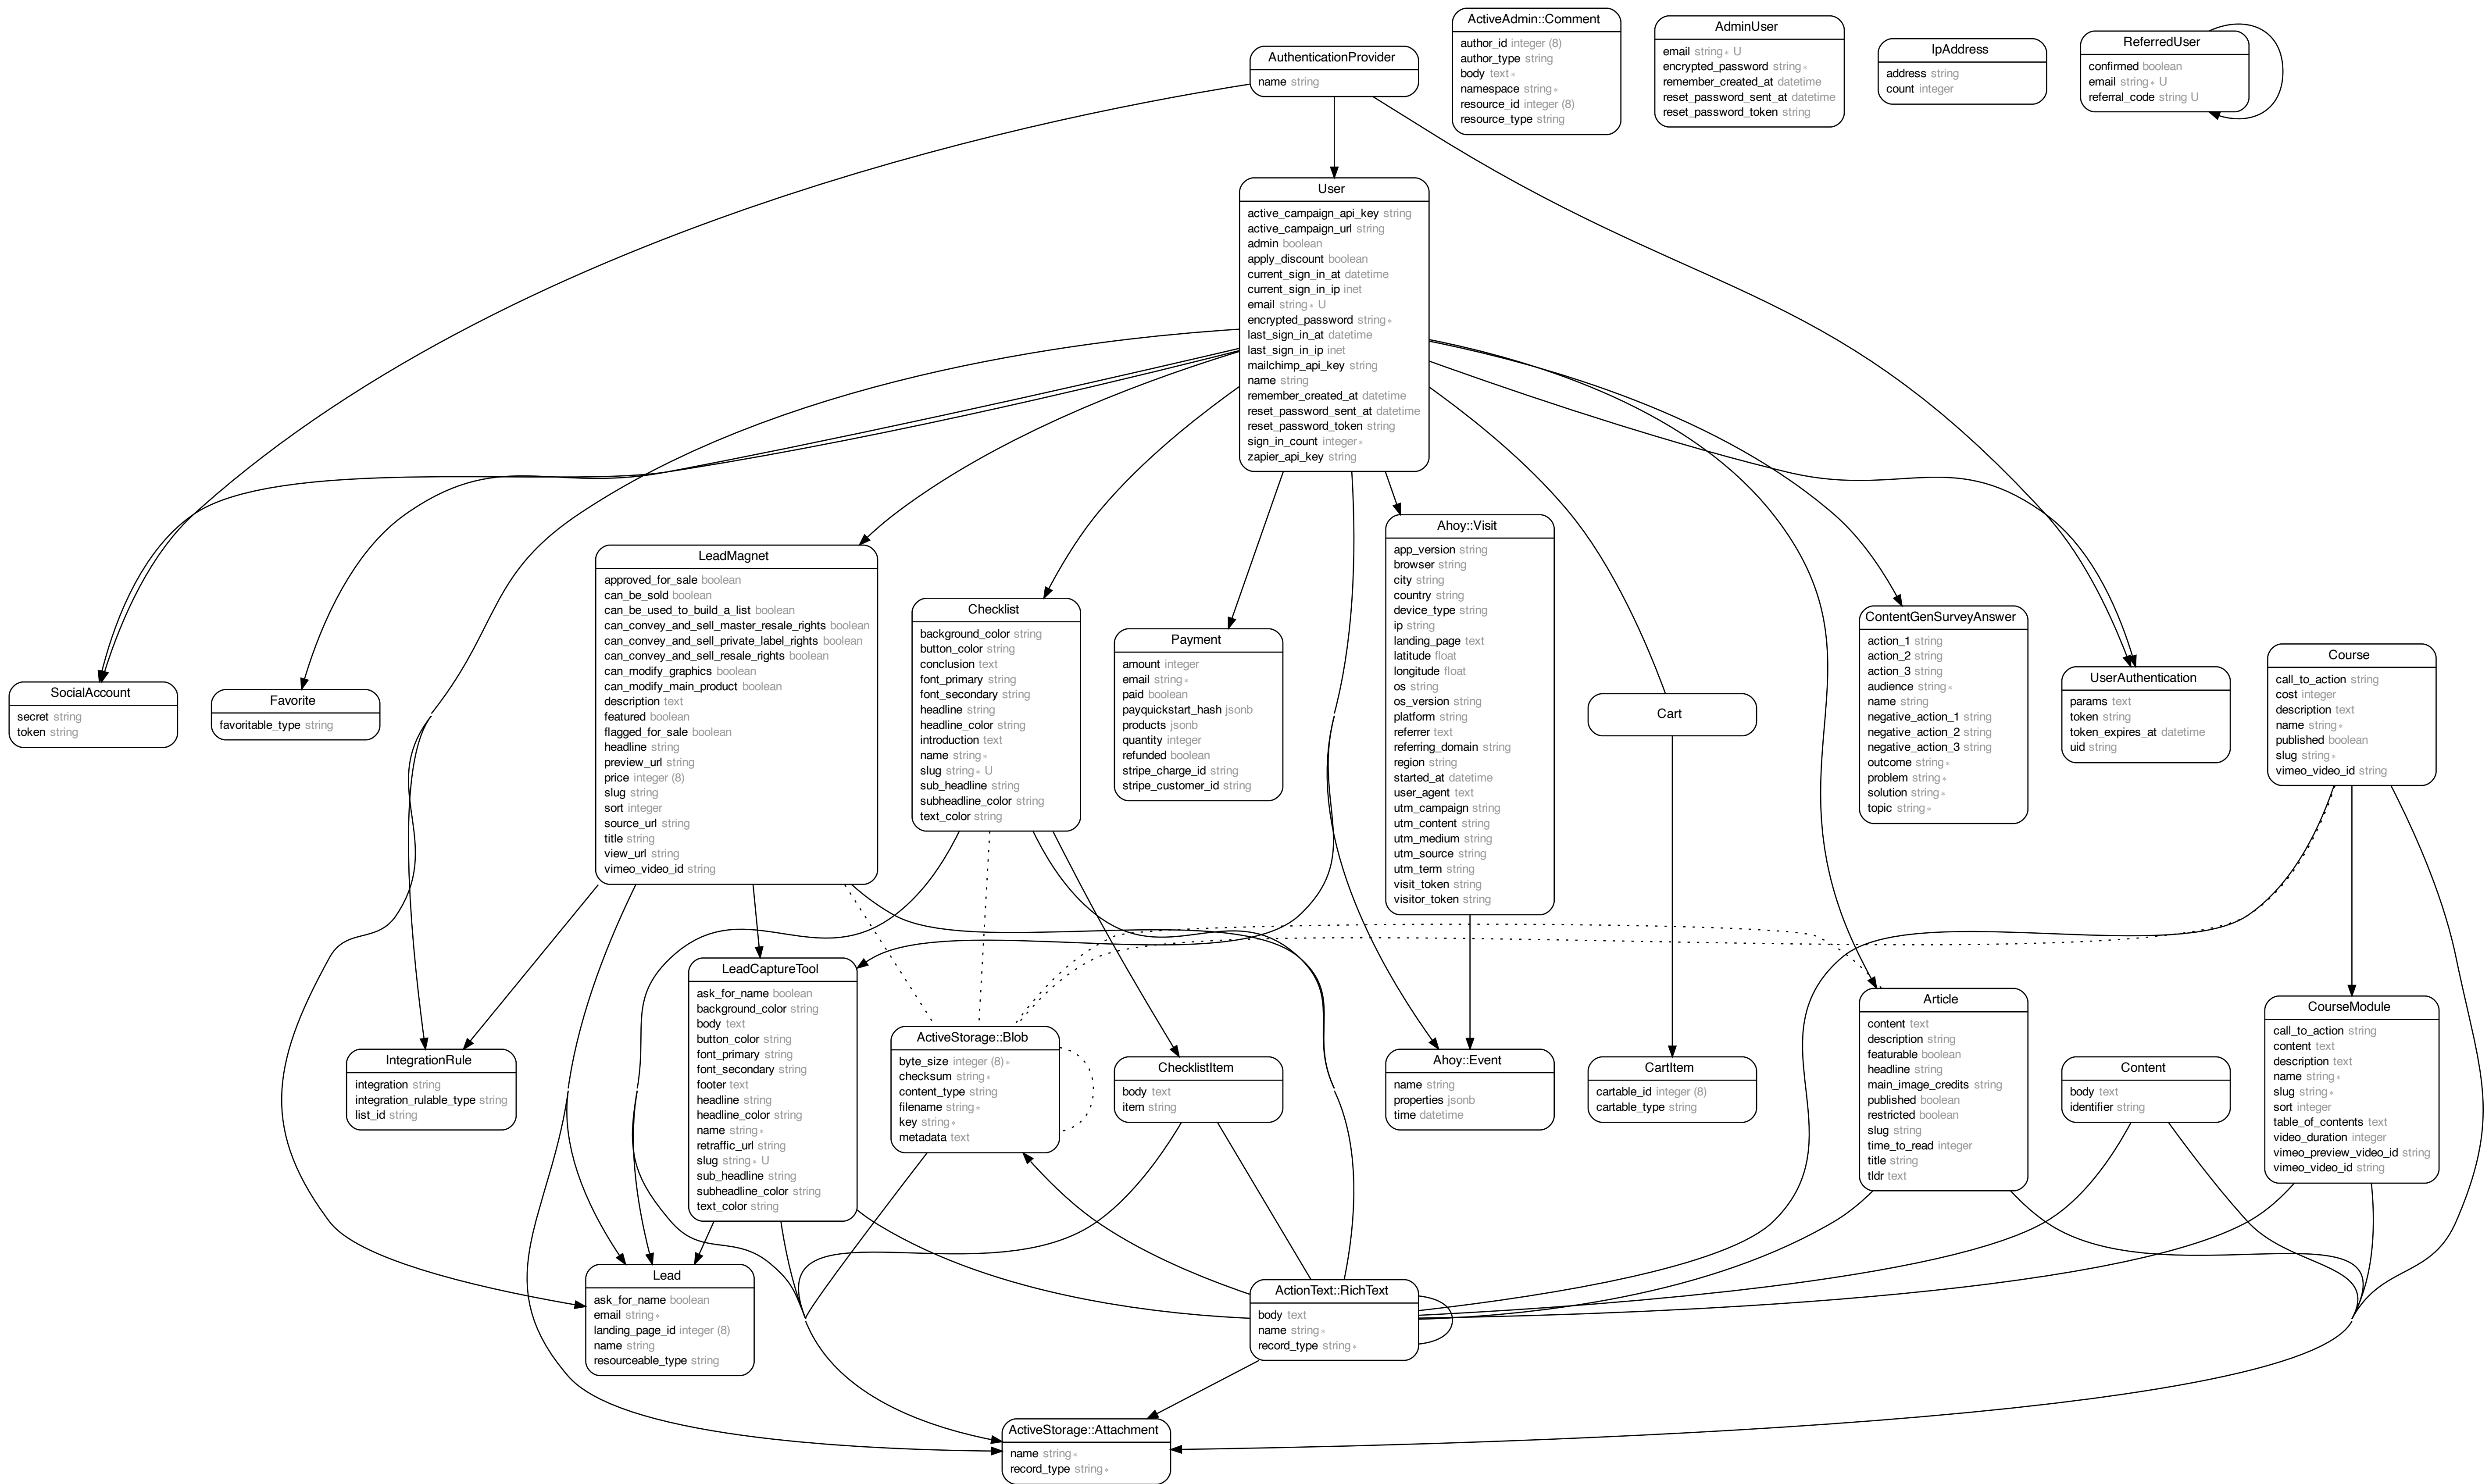 ActiveAdmin::Comment
author_id integer (8)
author_type string
body text *
namespace string *
resource_id integer (8)
resource_type string
AdminUser
email string * U
encrypted_password string *
remember_created_at datetime
reset_password_sent_at datetime
reset_password_token string
IpAddress
address string
count integer
ReferredUser
confirmed boolean
email string * U
referral_code string U
AuthenticationProvider
name string
User
active_campaign_api_key string
active_campaign_url string
admin boolean
apply_discount boolean
current_sign_in_at datetime
current_sign_in_ip inet
email string * U
encrypted_password string *
last_sign_in_at datetime
last_sign_in_ip inet
mailchimp_api_key string
name string
remember_created_at datetime
reset_password_sent_at datetime
reset_password_token string
sign_in_count integer *
zapier_api_key string
SocialAccount
secret string
token string
Favorite
favoritable_type string
LeadMagnet
approved_for_sale boolean
can_be_sold boolean
can_be_used_to_build_a_list boolean
can_convey_and_sell_master_resale_rights boolean
can_convey_and_sell_private_label_rights boolean
can_convey_and_sell_resale_rights boolean
can_modify_graphics boolean
can_modify_main_product boolean
description text
featured boolean
flagged_for_sale boolean
headline string
preview_url string
price integer (8)
slug string
sort integer
source_url string
title string
view_url string
vimeo_video_id string
Checklist
background_color string
button_color string
conclusion text
font_primary string
font_secondary string
headline string
headline_color string
introduction text
name string *
slug string * U
sub_headline string
subheadline_color string
text_color string
Payment
amount integer
email string *
paid boolean
payquickstart_hash jsonb
products jsonb
quantity integer
refunded boolean
stripe_charge_id string
stripe_customer_id string
Ahoy::Visit
app_version string
browser string
city string
country string
device_type string
ip string
landing_page text
latitude float
longitude float
os string
os_version string
platform string
referrer text
referring_domain string
region string
started_at datetime
user_agent text
utm_campaign string
utm_content string
utm_medium string
utm_source string
utm_term string
visit_token string
visitor_token string
Cart
ContentGenSurveyAnswer
action_1 string
action_2 string
action_3 string
audience string *
name string
negative_action_1 string
negative_action_2 string
negative_action_3 string
outcome string *
problem string *
solution string *
topic string *
UserAuthentication
params text
token string
token_expires_at datetime
uid string
Course
call_to_action string
cost integer
description text
name string *
published boolean
slug string *
vimeo_video_id string
IntegrationRule
integration string
integration_rulable_type string
list_id string
LeadCaptureTool
ask_for_name boolean
background_color string
body text
button_color string
font_primary string
font_secondary string
footer text
headline string
headline_color string
name string *
retraffic_url string
slug string * U
sub_headline string
subheadline_color string
text_color string
ActiveStorage::Blob
byte_size integer (8) *
checksum string *
content_type string
filename string *
key string *
metadata text
ChecklistItem
body text
item string
Ahoy::Event
name string
properties jsonb
time datetime
CartItem
cartable_id integer (8)
cartable_type string
Article
content text
description string
featurable boolean
headline string
main_image_credits string
published boolean
restricted boolean
slug string
time_to_read integer
title string
tldr text
Content
body text
identifier string
CourseModule
call_to_action string
content text
description text
name string *
slug string *
sort integer
table_of_contents text
video_duration integer
vimeo_preview_video_id string
vimeo_video_id string
Lead
ask_for_name boolean
email string *
landing_page_id integer (8)
name string
resourceable_type string
ActionText::RichText
body text
name string *
record_type string *
ActiveStorage::Attachment
name string *
record_type string *